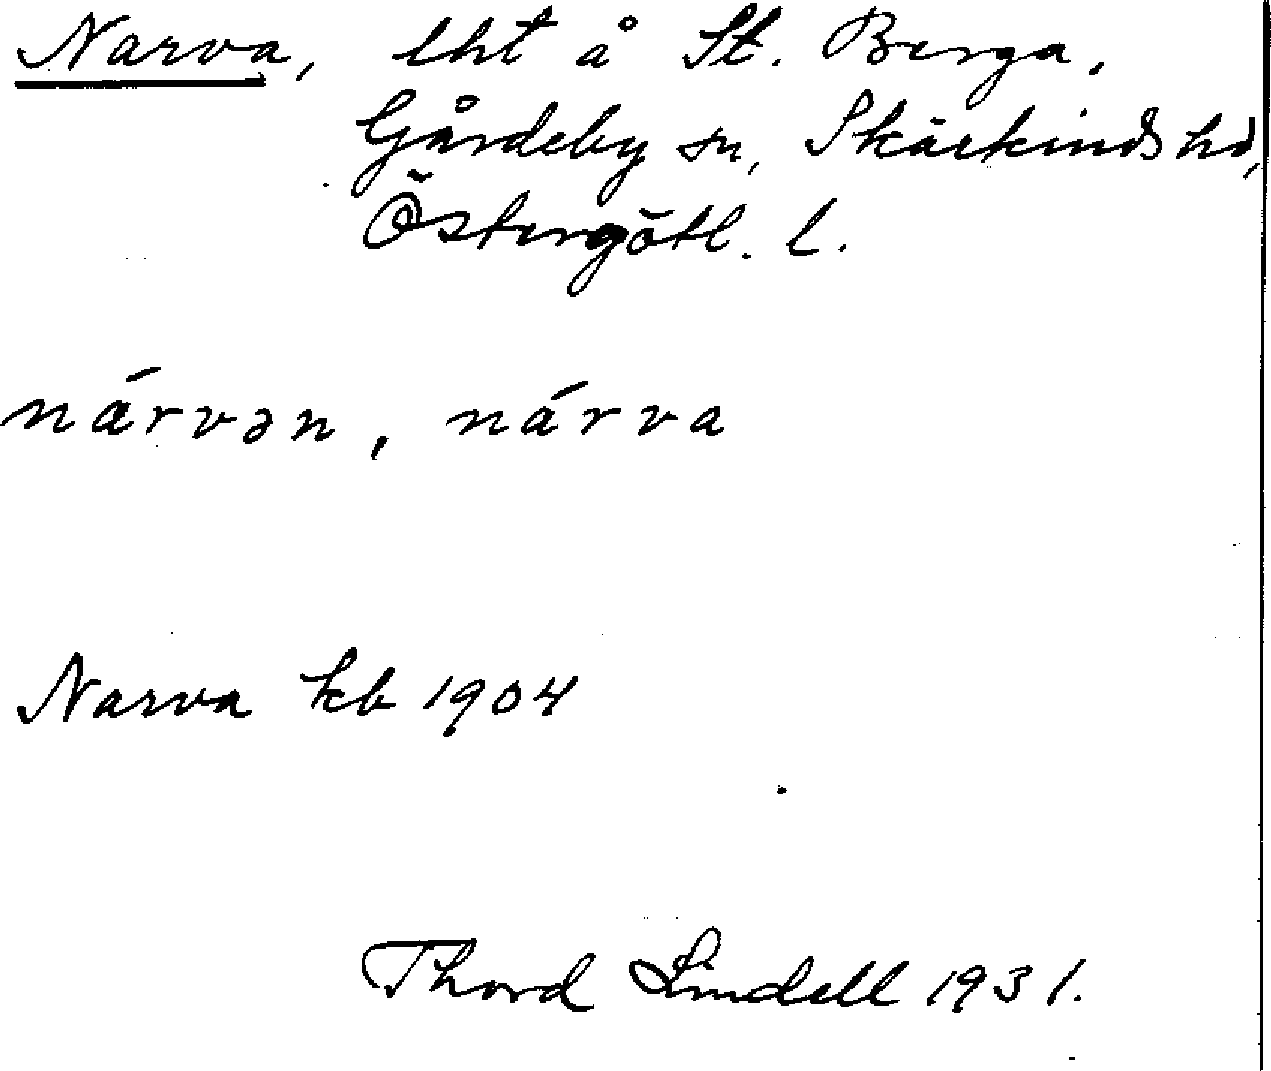 Narva, lht å St. Berga,
Gårdeby sn, Skärkinds hd,
Östergötl. l.
nárvən, nárva
Narva kb 1904
Thord Lindell 1931.